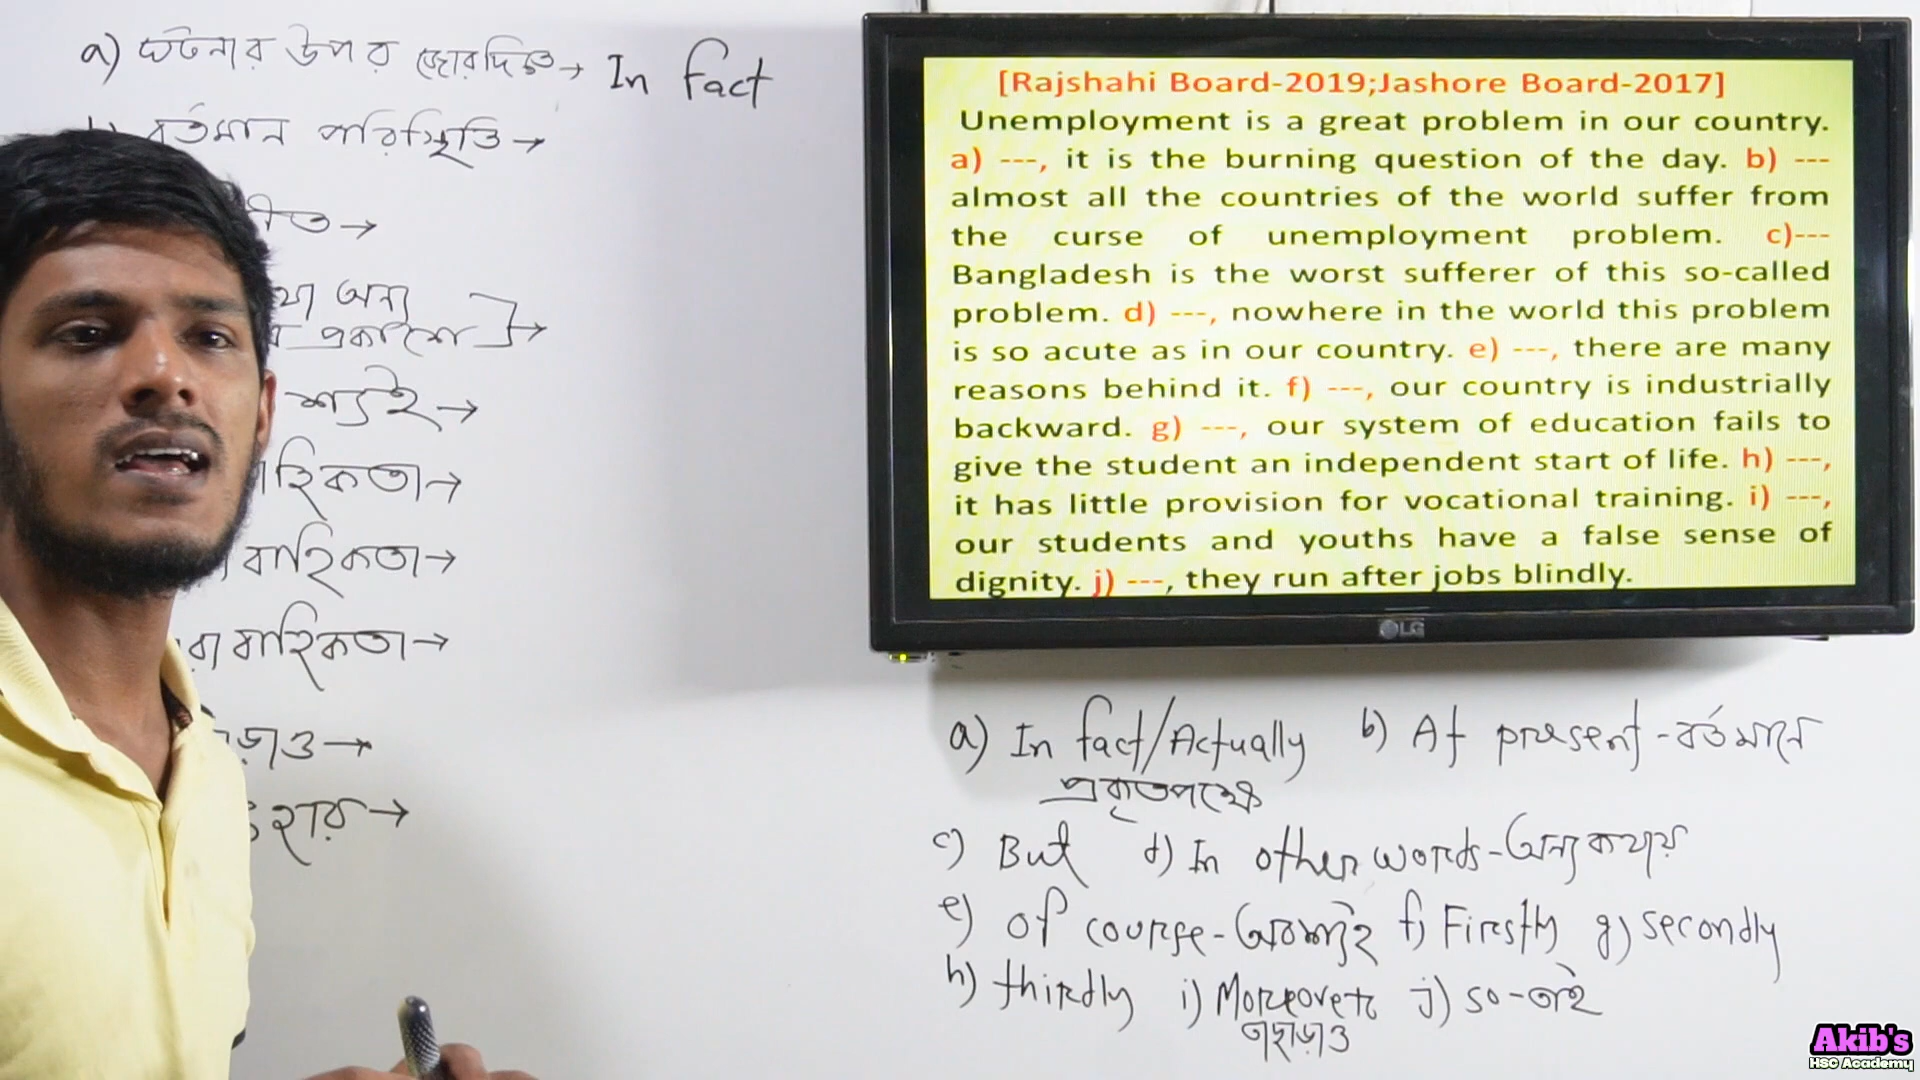 a) ঘটনার উপর জোর দিতে → In fact
বর্তমান পরিস্থিতি →
→
অন্য
প্রকাশে →
→
→
বাহিকতা →
বাহিকতা →
→
→
[Rajshahi Board-2019;Jashore Board-2017]
Unemployment is a great problem in our country.
a) ---, it is the burning question of the day. b) ---
almost all the countries of the world suffer from
the curse of unemployment problem. c)---
Bangladesh is the worst sufferer of this so-called
problem. d) ---, nowhere in the world this problem
is so acute as in our country. e) ---, there are many
reasons behind it. f) ---, our country is industrially
backward. g) ---, our system of education fails to
give the student an independent start of life. h) ---,
it has little provision for vocational training. i) ---,
our students and youths have a false sense of
dignity. j) ---, they run after jobs blindly.
LG
a) In fact/Actually b) At present - বর্তমানে
প্রকৃতপক্ষে
c) But d) In other words - অন্য কথায়
e) of course - অবশ্যই f) Firstly g) secondly
h) thirdly i) Moreover j) so - তাই
তাছাড়াও
Akib's
HSC Academy